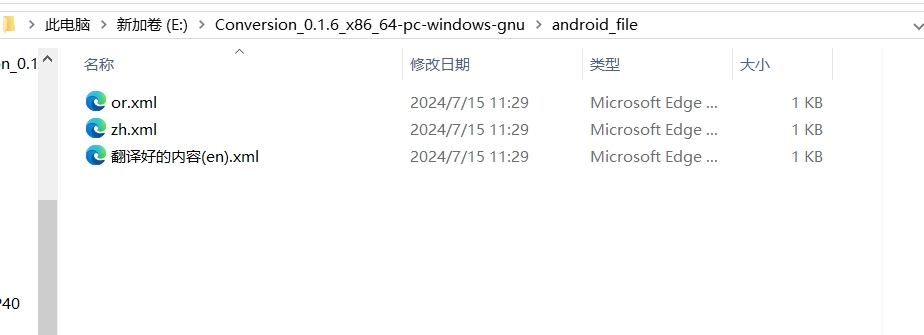 此电脑 > 新加卷 (E:) > Conversion_0.1.6_x86_64-pc-windows-gnu > android_file
on_0.1
名称 修改日期 类型 大小
or.xml 2024/7/15 11:29 Microsoft Edge ... 1 KB
zh.xml 2024/7/15 11:29 Microsoft Edge ... 1 KB
翻译好的内容(en).xml 2024/7/15 11:29 Microsoft Edge ... 1 KB
P40